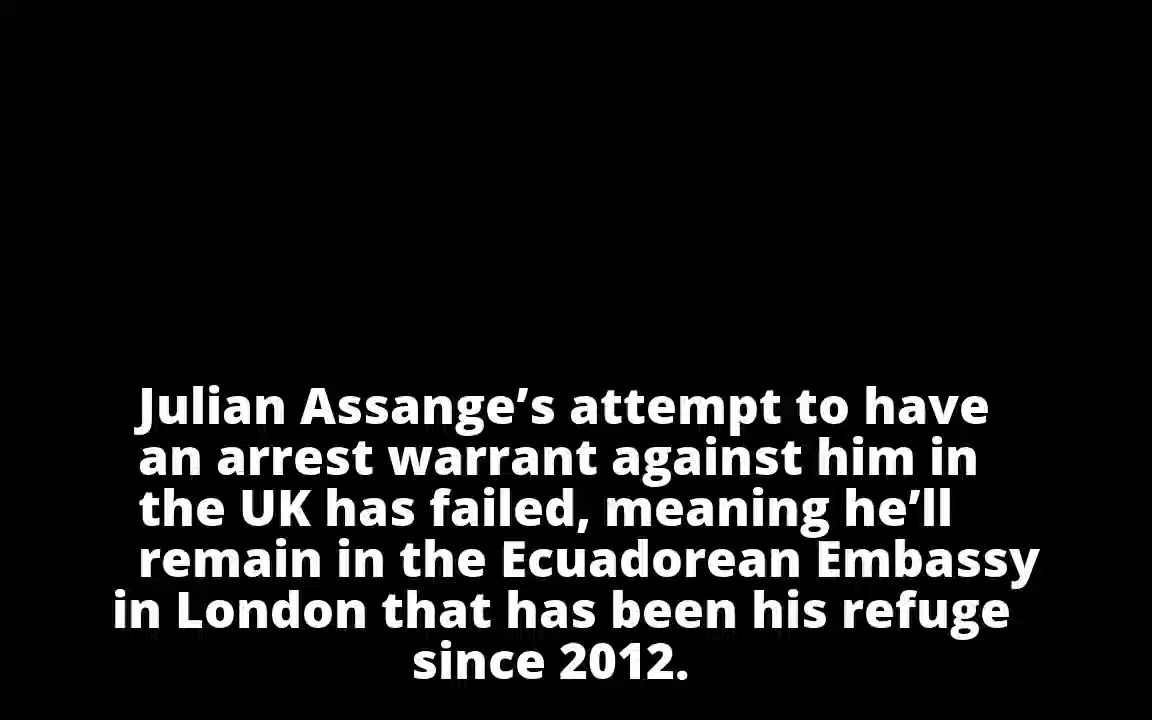 Julian Assange’s attempt to have
an arrest warrant against him in
the UK has failed, meaning he’ll
remain in the Ecuadorean Embassy
in London that has been his refuge
since 2012.